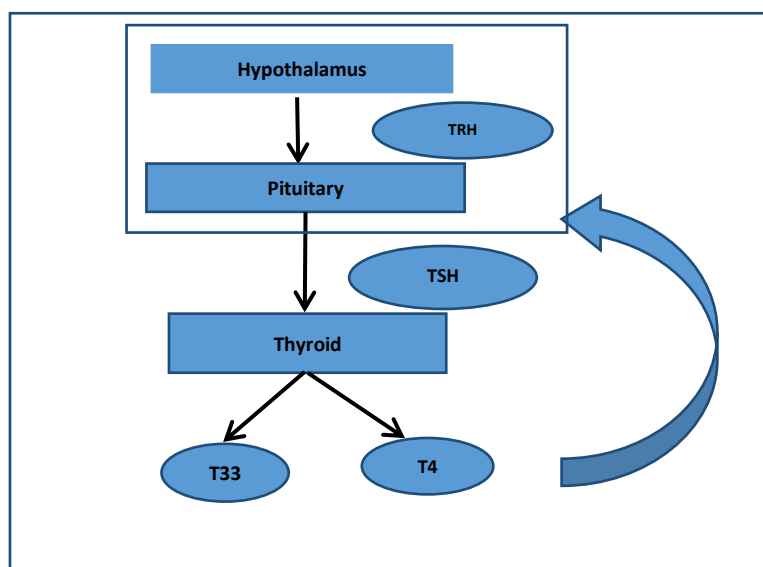 Hypothalamus
TRH
Pituitary
TSH
Thyroid
T33
T4